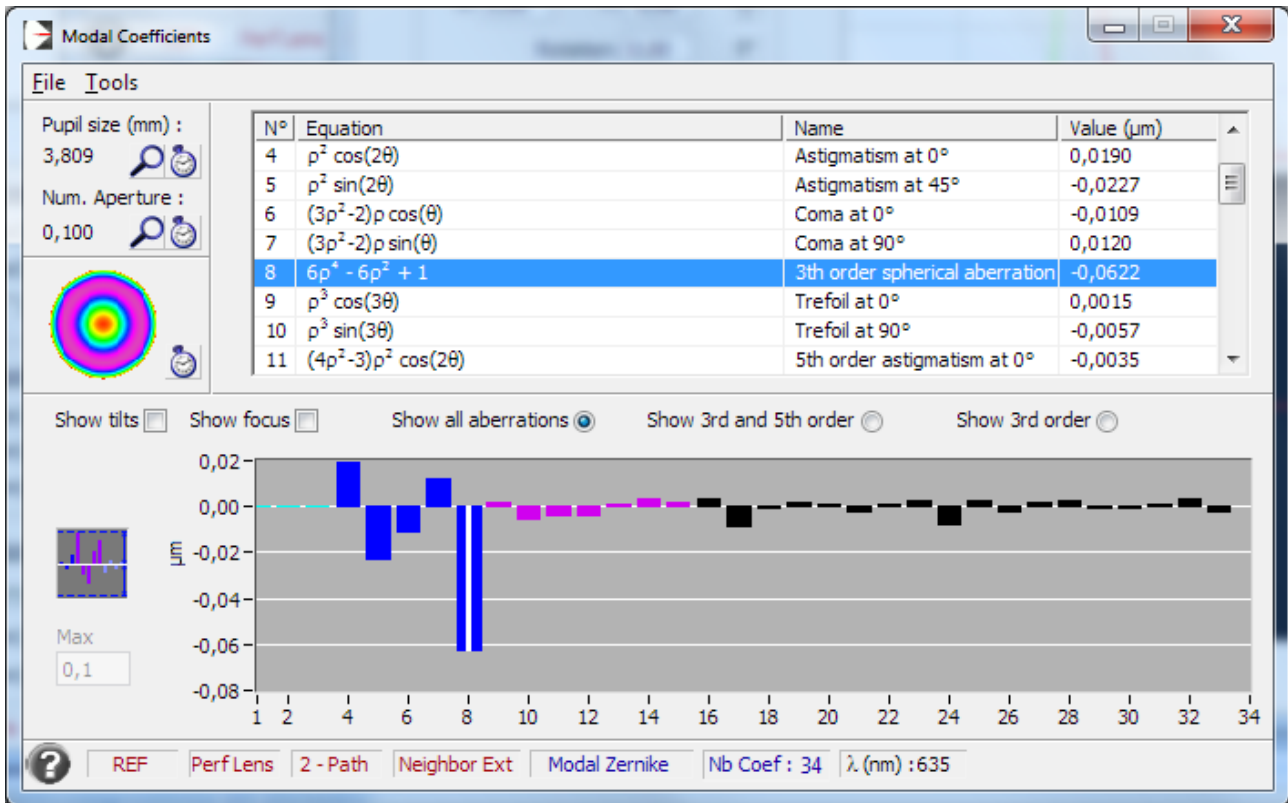 Modal Coefficients
File Tools
Pupil size (mm) :
3,809
Num. Aperture :
0,100
N° Equation Name Value (µm)
4 ρ² cos(2θ) Astigmatism at 0° 0,0190
5 ρ² sin(2θ) Astigmatism at 45° -0,0227
6 (3ρ²-2)ρ cos(θ) Coma at 0° -0,0109
7 (3ρ²-2)ρ sin(θ) Coma at 90° 0,0120
8 6ρ⁴ - 6ρ² + 1 3th order spherical aberration -0,0622
9 ρ³ cos(3θ) Trefoil at 0° 0,0015
10 ρ³ sin(3θ) Trefoil at 90° -0,0057
11 (4ρ²-3)ρ² cos(2θ) 5th order astigmatism at 0° -0,0035
Show tilts Show focus Show all aberrations Show 3rd and 5th order Show 3rd order
0,02
0,00
-0,02
-0,04
-0,06
-0,08
µm
Max
0,1
1 2 4 6 8 10 12 14 16 18 20 22 24 26 28 30 32 34
? REF Perf Lens 2 - Path Neighbor Ext Modal Zernike Nb Coef : 34 λ (nm) :635